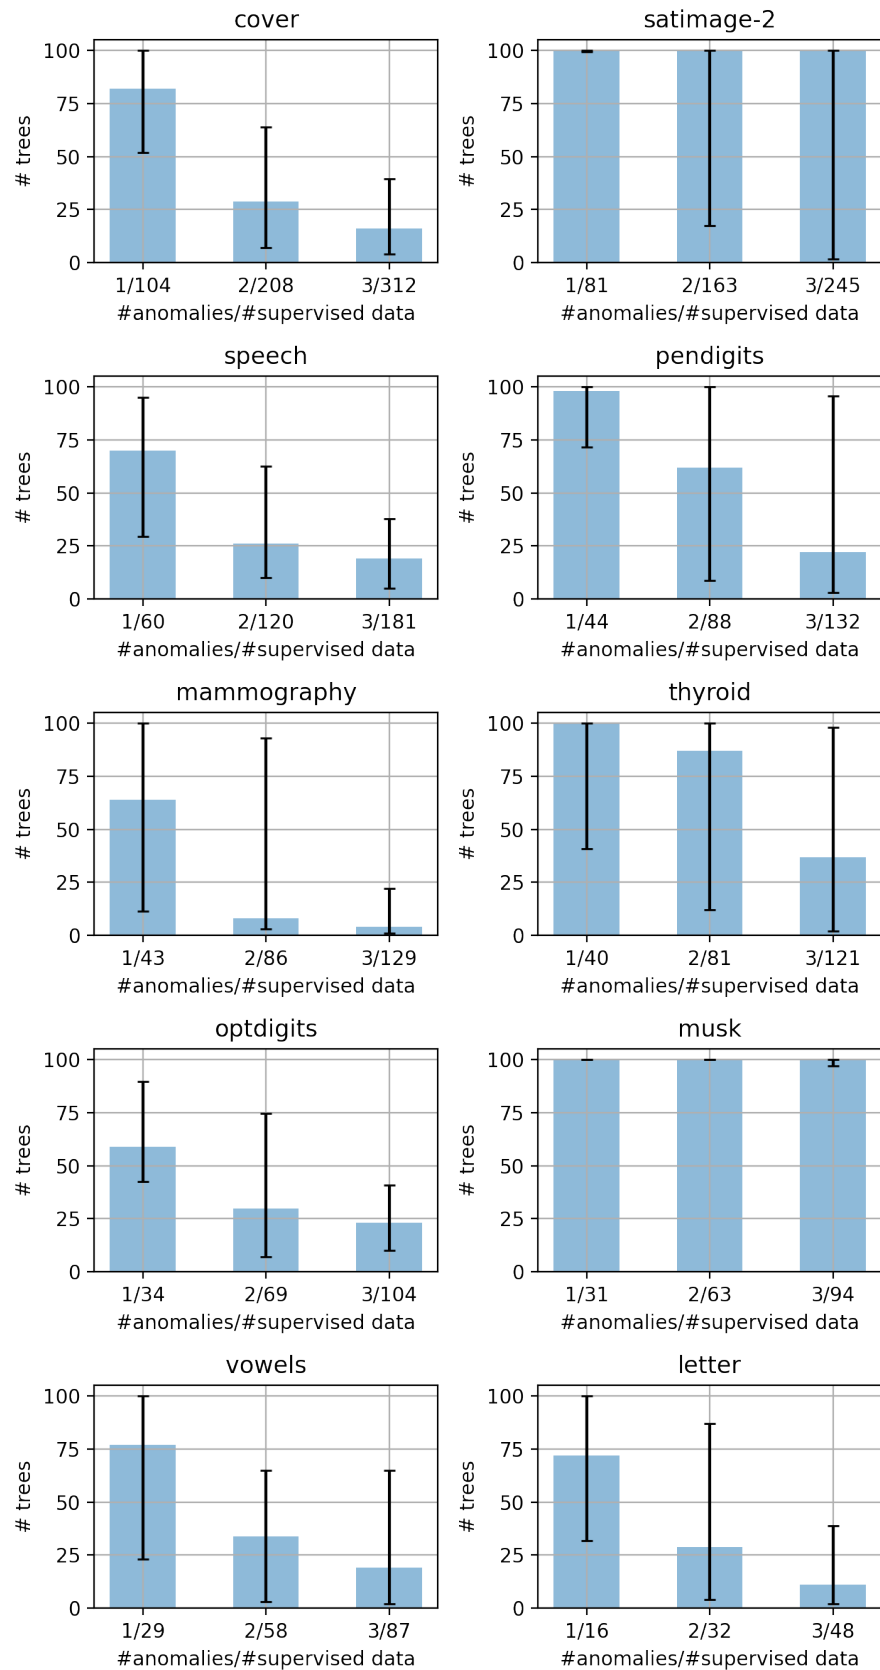 cover
100
75
50
25
0
# trees
1/104 2/208 3/312
#anomalies/#supervised data
satimage-2
100
75
50
25
0
# trees
1/81 2/163 3/245
#anomalies/#supervised data
speech
100
75
50
25
0
# trees
1/60 2/120 3/181
#anomalies/#supervised data
pendigits
100
75
50
25
0
# trees
1/44 2/88 3/132
#anomalies/#supervised data
mammography
100
75
50
25
0
# trees
1/43 2/86 3/129
#anomalies/#supervised data
thyroid
100
75
50
25
0
# trees
1/40 2/81 3/121
#anomalies/#supervised data
optdigits
100
75
50
25
0
# trees
1/34 2/69 3/104
#anomalies/#supervised data
musk
100
75
50
25
0
# trees
1/31 2/63 3/94
#anomalies/#supervised data
vowels
100
75
50
25
0
# trees
1/29 2/58 3/87
#anomalies/#supervised data
letter
100
75
50
25
0
# trees
1/16 2/32 3/48
#anomalies/#supervised data